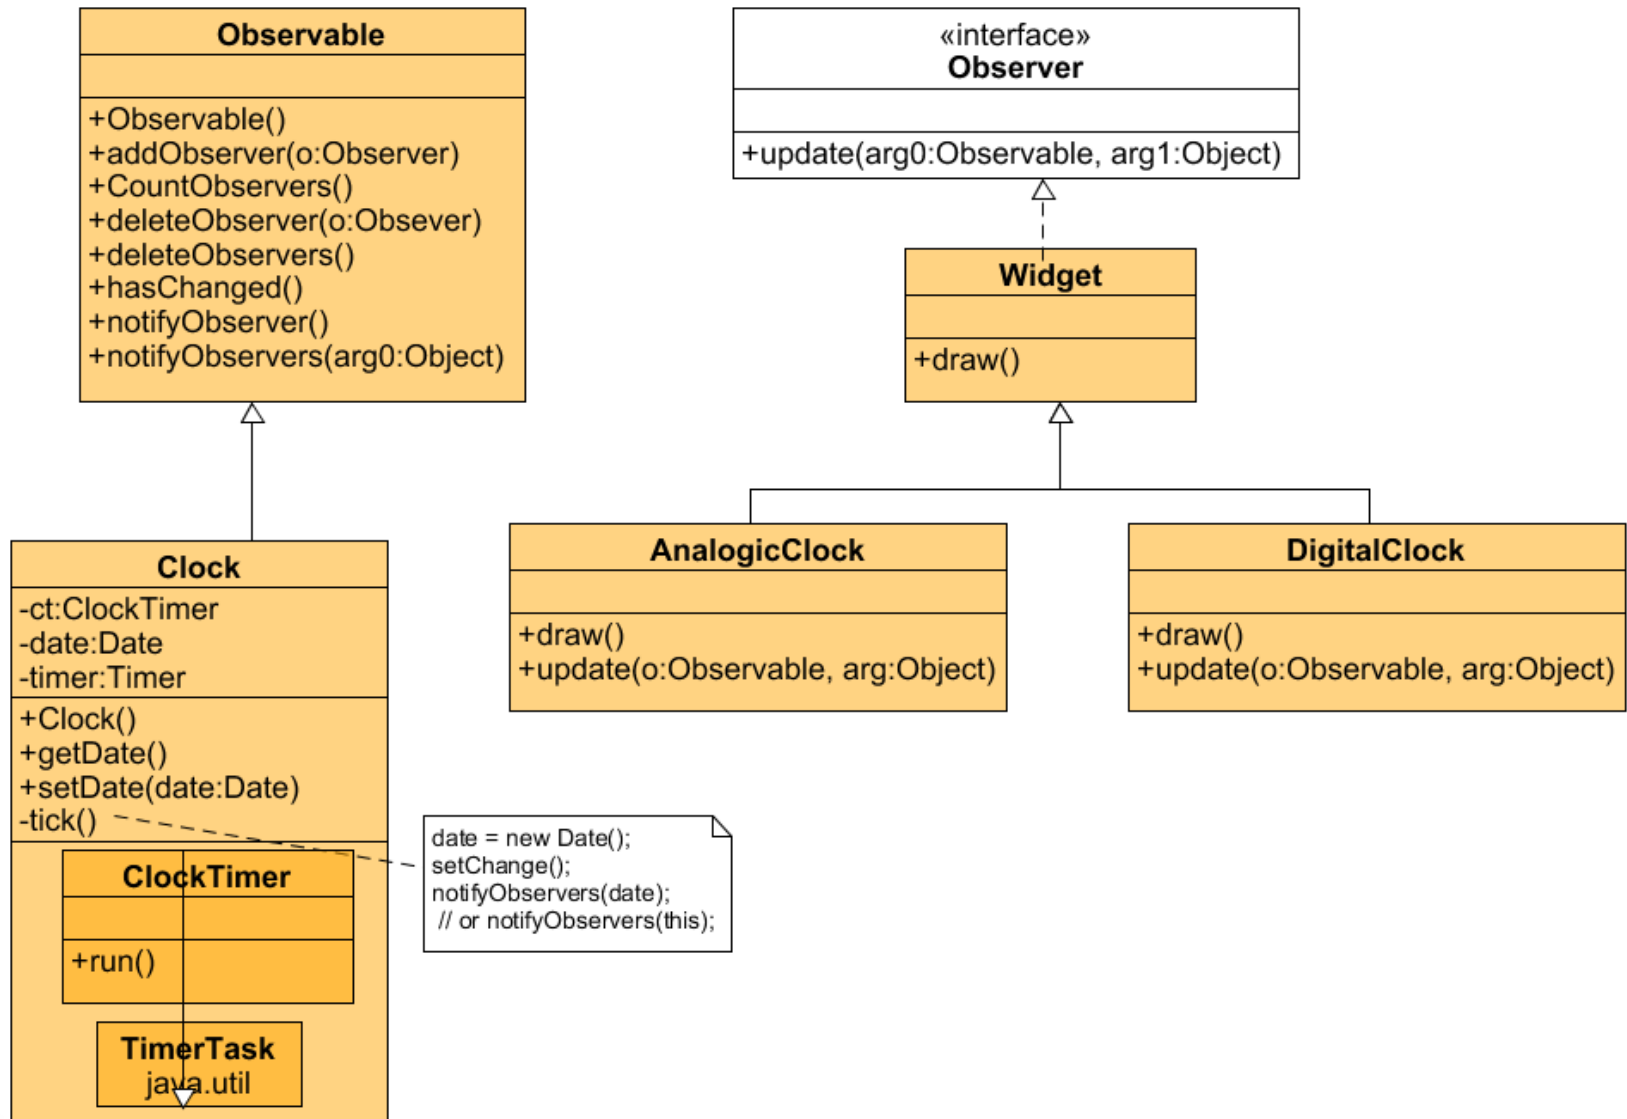 Observable
+Observable()
+addObserver(o:Observer)
+CountObservers()
+deleteObserver(o:Obsever)
+deleteObservers()
+hasChanged()
+notifyObserver()
+notifyObservers(arg0:Object)
«interface»
Observer
+update(arg0:Observable, arg1:Object)
Widget
+draw()
Clock
-ct:ClockTimer
-date:Date
-timer:Timer
+Clock()
+getDate()
+setDate(date:Date)
-tick()
ClockTimer
+run()
TimerTask
java.util
date = new Date();
setChange();
notifyObservers(date);
// or notifyObservers(this);
AnalogicClock
+draw()
+update(o:Observable, arg:Object)
DigitalClock
+draw()
+update(o:Observable, arg:Object)